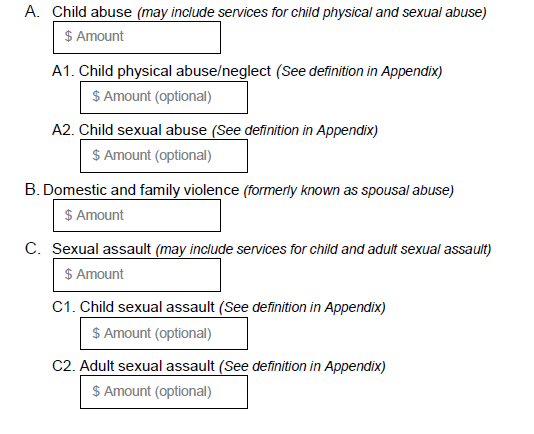 A. Child abuse (may include services for child physical and sexual abuse)
$ Amount
A1. Child physical abuse/neglect (See definition in Appendix)
$ Amount (optional)
A2. Child sexual abuse (See definition in Appendix)
$ Amount (optional)
B. Domestic and family violence (formerly known as spousal abuse)
$ Amount
C. Sexual assault (may include services for child and adult sexual assault)
$ Amount
C1. Child sexual assault (See definition in Appendix)
$ Amount (optional)
C2. Adult sexual assault (See definition in Appendix)
$ Amount (optional)